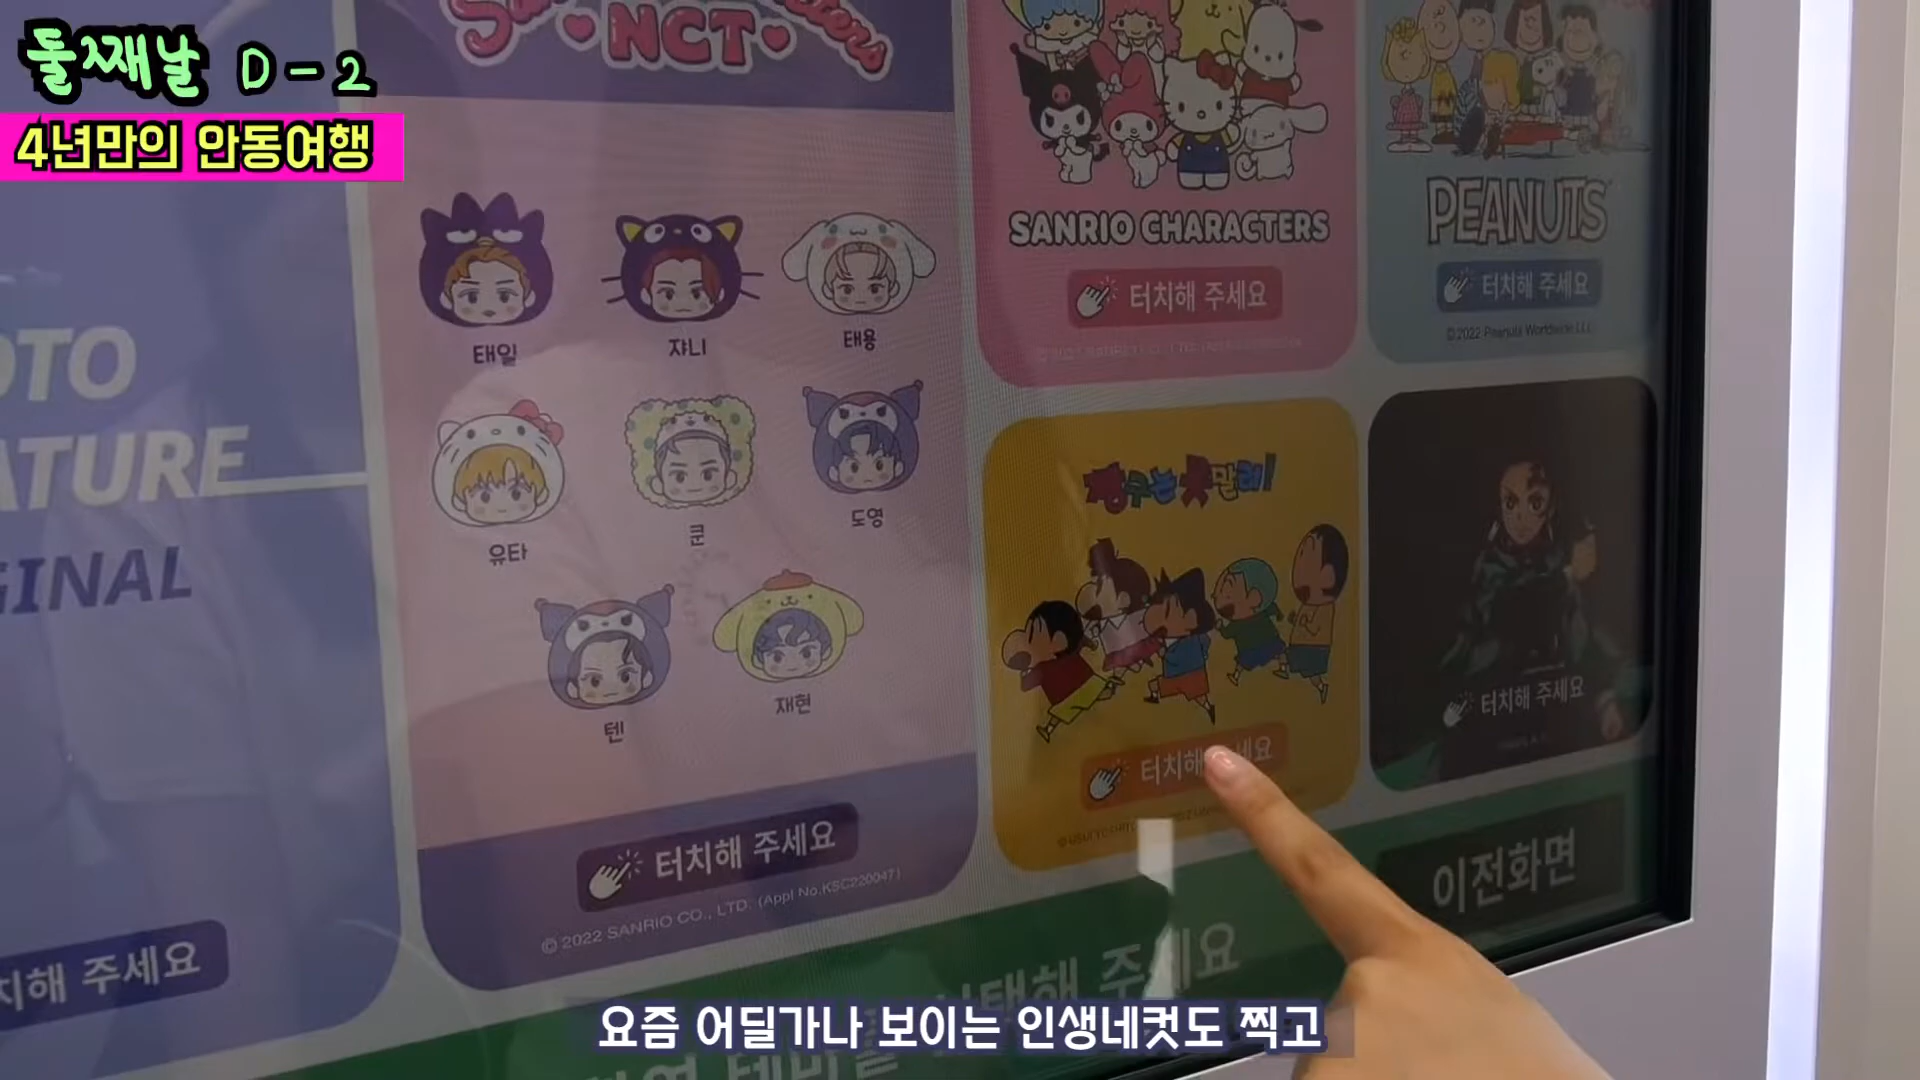 둘째날 D-2
4년만의 안동여행
NCT
태일
쟈니
태용
유타
쿤
도영
텐
재현
터치해 주세요
© 2022 SANRIO CO., LTD. (Appl No.KSC220047)
SANRIO CHARACTERS
터치해 주세요
PEANUTS
터치해 주세요
©2022 Peanuts Worldwide LLC
짱구는 못말려!
터치해
터치해 주세요
이전화면
주세요
요즘 어딜가나 보이는 인생네컷도 찍고